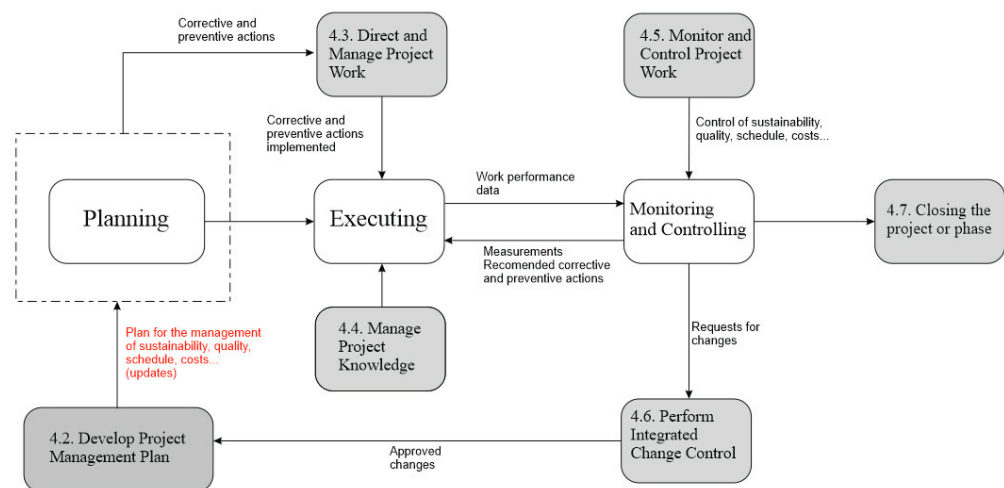 Corrective and
preventive actions
4.3. Direct and
Manage Project
Work
4.5. Monitor and
Control Project
Work
Corrective and
preventive actions
implemented
Control of sustainability,
quality, schedule, costs...
Planning
Executing
Work performance
data
Monitoring
and Controlling
4.7. Closing the
project or phase
Measurements
Recomended corrective
and preventive actions
Plan for the management
of sustainability, quality,
schedule, costs...
(updates)
4.4. Manage
Project
Knowledge
Requests for
changes
4.2. Develop Project
Management Plan
Approved
changes
4.6. Perform
Integrated
Change Control